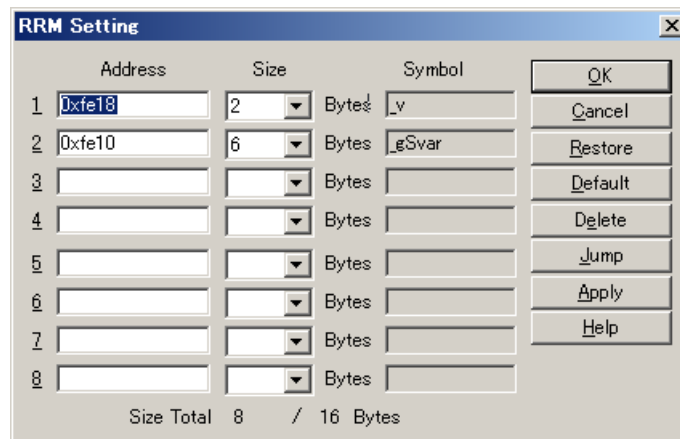 RRM Setting
Address Size Symbol
1 0xfe18 2 Bytes _v
2 0xfe10 6 Bytes _gSvar
3 Bytes
4 Bytes
5 Bytes
6 Bytes
7 Bytes
8 Bytes
Size Total 8 / 16 Bytes
OK
Cancel
Restore
Default
Delete
Jump
Apply
Help